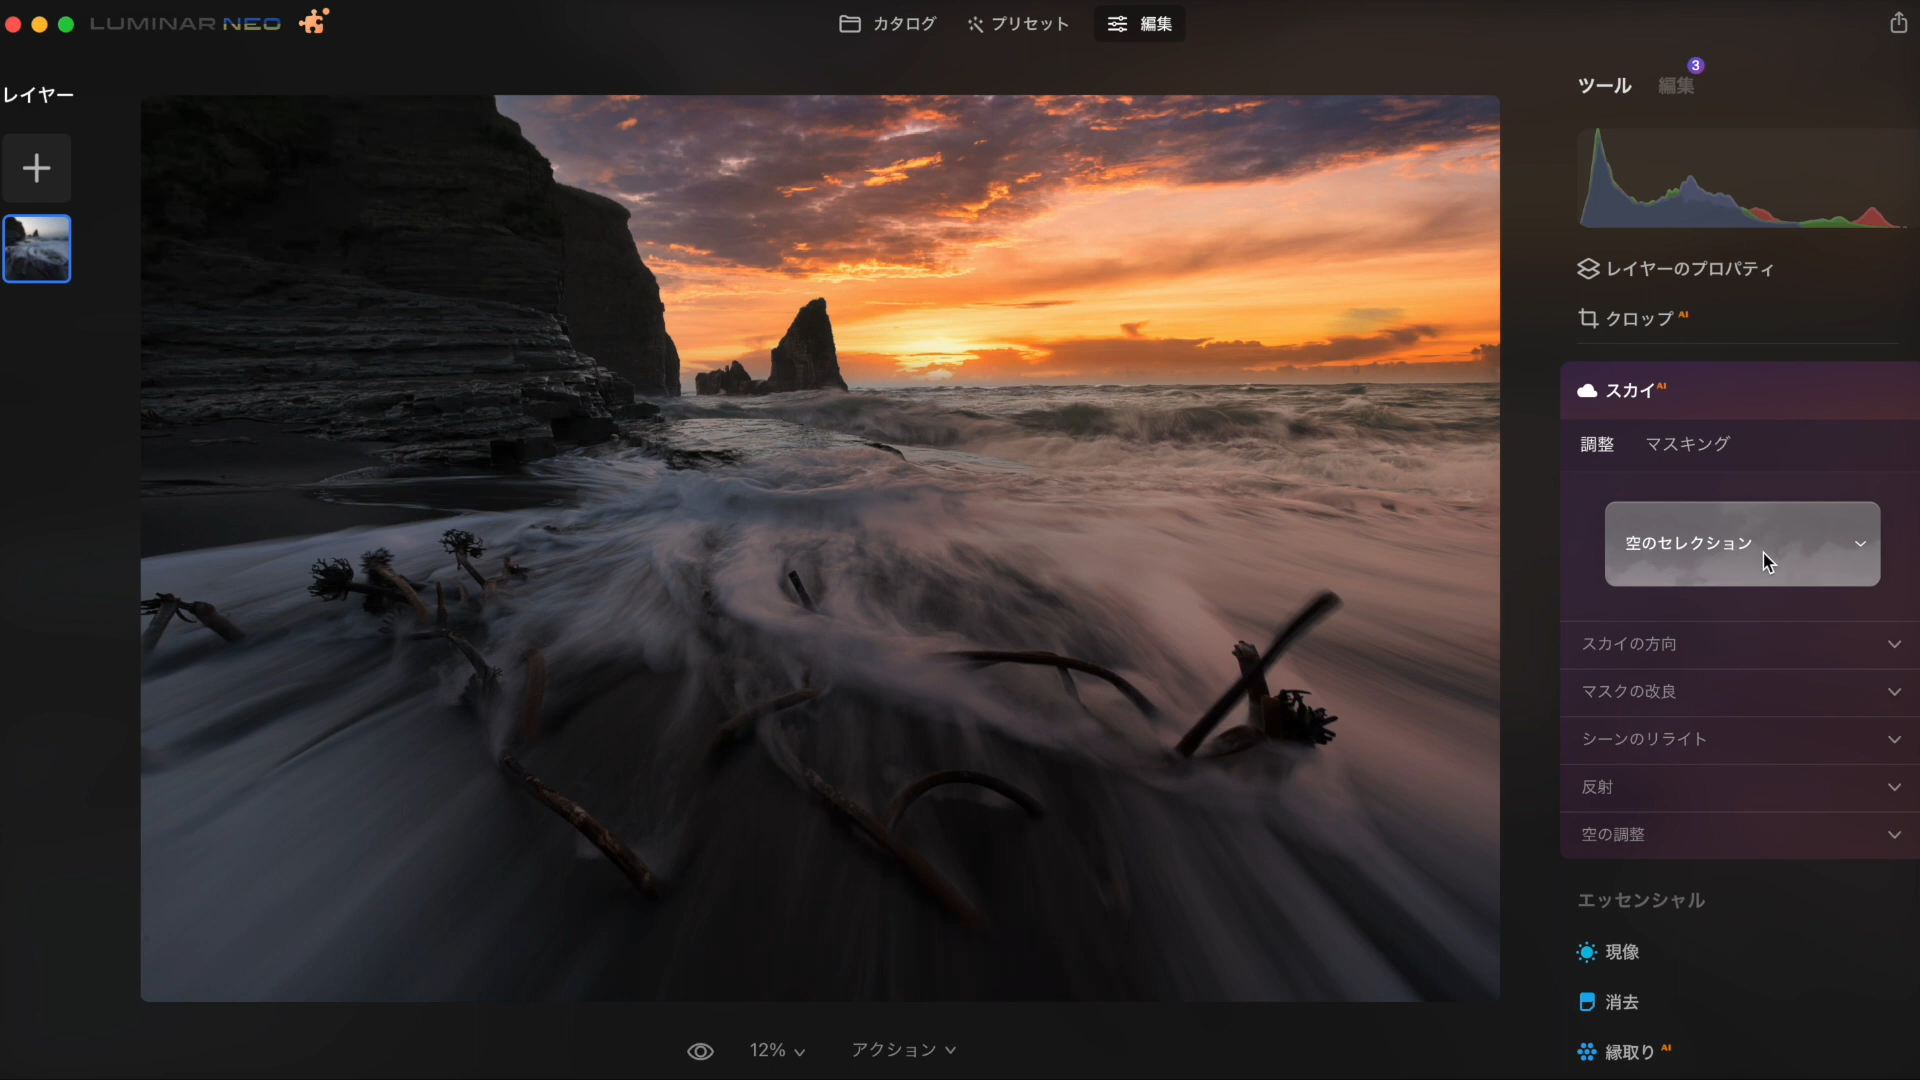 LUMINAR NEO
カタログ
プリセット
編集
レイヤー
ツール
編集
3
レイヤーのプロパティ
クロップ AI
スカイ AI
調整
マスキング
空のセレクション
スカイの方向
マスクの改良
シーンのリライト
反射
空の調整
エッセンシャル
現像
消去
縁取り AI
12%
アクション